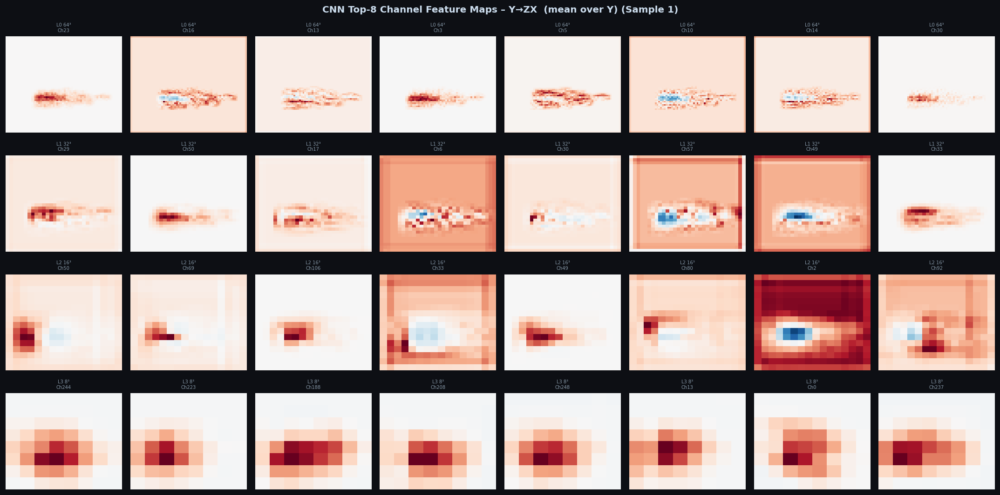 CNN Top-8 Channel Feature Maps – Y→ZX  (mean over Y) (Sample 1)
L0 64³
Ch23
L0 64³
Ch16
L0 64³
Ch13
L0 64³
Ch3
L0 64³
Ch5
L0 64³
Ch10
L0 64³
Ch14
L0 64³
Ch30
L1 32³
Ch29
L1 32³
Ch50
L1 32³
Ch17
L1 32³
Ch6
L1 32³
Ch30
L1 32³
Ch57
L1 32³
Ch49
L1 32³
Ch33
L2 16³
Ch50
L2 16³
Ch69
L2 16³
Ch106
L2 16³
Ch33
L2 16³
Ch49
L2 16³
Ch80
L2 16³
Ch2
L2 16³
Ch92
L3 8³
Ch244
L3 8³
Ch223
L3 8³
Ch188
L3 8³
Ch208
L3 8³
Ch248
L3 8³
Ch13
L3 8³
Ch0
L3 8³
Ch237